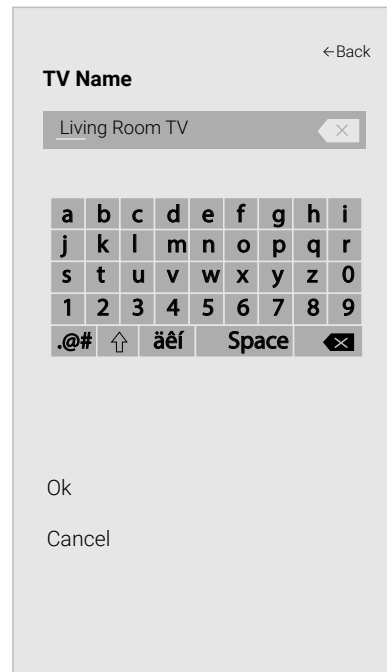 ←Back
TV Name
Living Room TV
a b c d e f g h i
j k l m n o p q r
s t u v w x y z 0
1 2 3 4 5 6 7 8 9
.@# äêí Space
Ok
Cancel